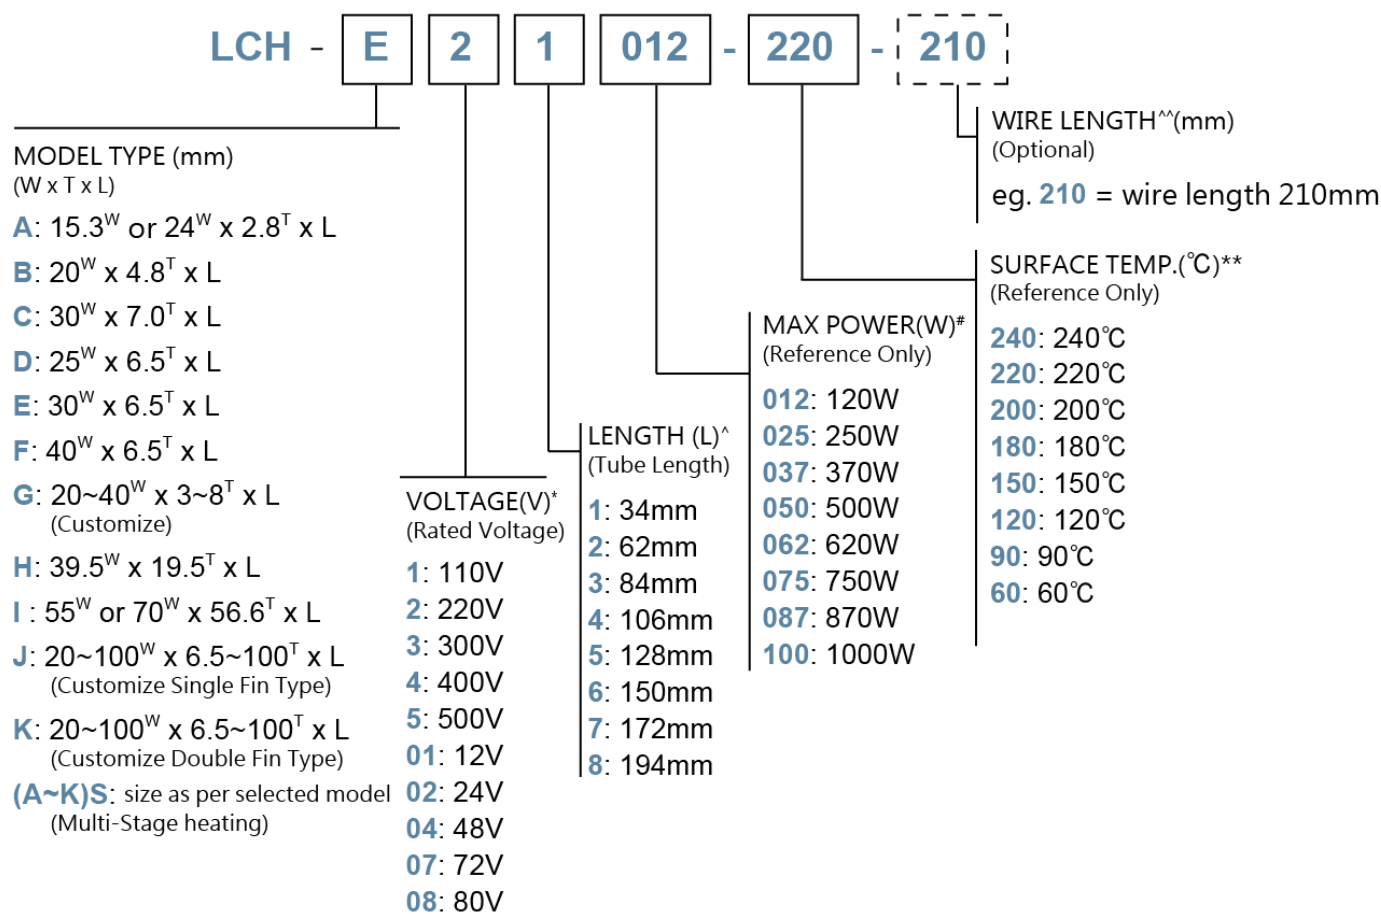 LCH - E 2 1 012 - 220 - 210
MODEL TYPE (mm)
(W x T x L)
A: 15.3ᵂ or 24ᵂ x 2.8ᵀ x L
B: 20ᵂ x 4.8ᵀ x L
C: 30ᵂ x 7.0ᵀ x L
D: 25ᵂ x 6.5ᵀ x L
E: 30ᵂ x 6.5ᵀ x L
F: 40ᵂ x 6.5ᵀ x L
G: 20~40ᵂ x 3~8ᵀ x L
(Customize)
H: 39.5ᵂ x 19.5ᵀ x L
I : 55ᵂ or 70ᵂ x 56.6ᵀ x L
J: 20~100ᵂ x 6.5~100ᵀ x L
(Customize Single Fin Type)
K: 20~100ᵂ x 6.5~100ᵀ x L
(Customize Double Fin Type)
(A~K)S: size as per selected model
(Multi-Stage heating)
VOLTAGE(V)*
(Rated Voltage)
1: 110V
2: 220V
3: 300V
4: 400V
5: 500V
01: 12V
02: 24V
04: 48V
07: 72V
08: 80V
LENGTH (L)^
(Tube Length)
1: 34mm
2: 62mm
3: 84mm
4: 106mm
5: 128mm
6: 150mm
7: 172mm
8: 194mm
MAX POWER(W)#
(Reference Only)
012: 120W
025: 250W
037: 370W
050: 500W
062: 620W
075: 750W
087: 870W
100: 1000W
SURFACE TEMP.(℃)**
(Reference Only)
240: 240℃
220: 220℃
200: 200℃
180: 180℃
150: 150℃
120: 120℃
90: 90℃
60: 60℃
WIRE LENGTH^^(mm)
(Optional)
eg. 210 = wire length 210mm